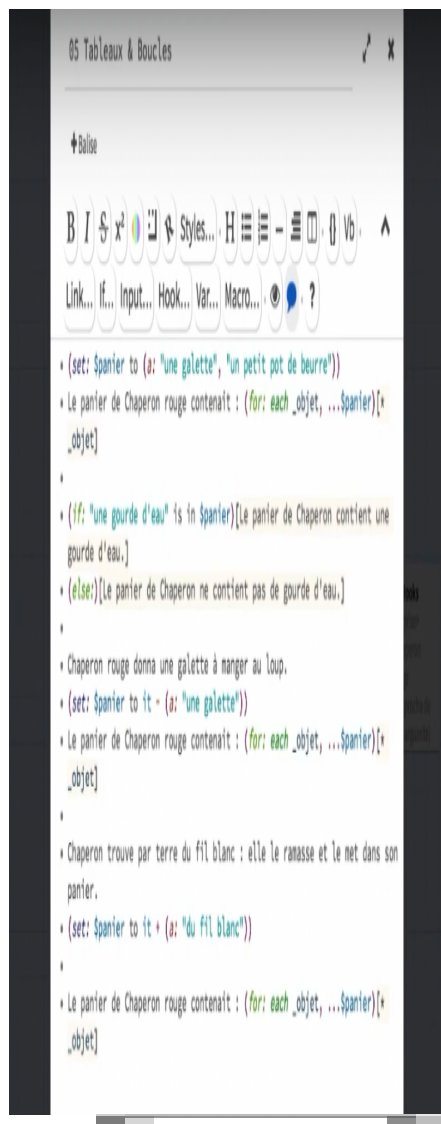 05 Tableaux & Boucles
+Balise
B I S x² Styles... H Vb
Link... If... Input... Hook... Var... Macro... ?
(set: $panier to (a: "une galette", "un petit pot de beurre"))
Le panier de Chaperon rouge contenait : (for: each _objet, ...$panier)[*
_objet]
(if: "une gourde d'eau" is in $panier)[Le panier de Chaperon contient une
gourde d'eau.]
(else:)[Le panier de Chaperon ne contient pas de gourde d'eau.]
Chaperon rouge donna une galette à manger au loup.
(set: $panier to it - (a: "une galette"))
Le panier de Chaperon rouge contenait : (for: each _objet, ...$panier)[*
_objet]
Chaperon trouve par terre du fil blanc : elle le ramasse et le met dans son
panier.
(set: $panier to it + (a: "du fil blanc"))
Le panier de Chaperon rouge contenait : (for: each _objet, ...$panier)[*
_objet]